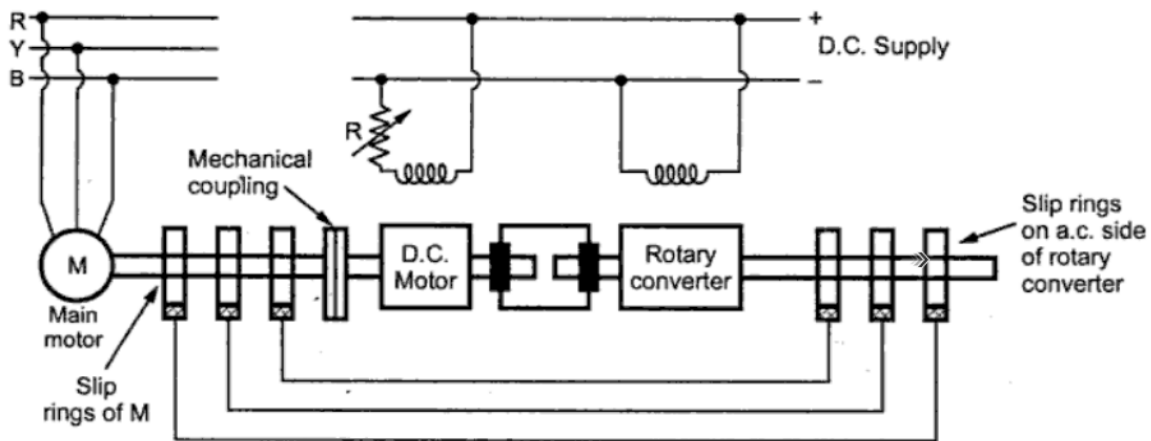 R
Y
B
+
D.C. Supply
−
R
Mechanical
coupling
M
Main
motor
D.C.
Motor
Rotary
converter
Slip rings
on a.c. side
of rotary
converter
Slip
rings of M